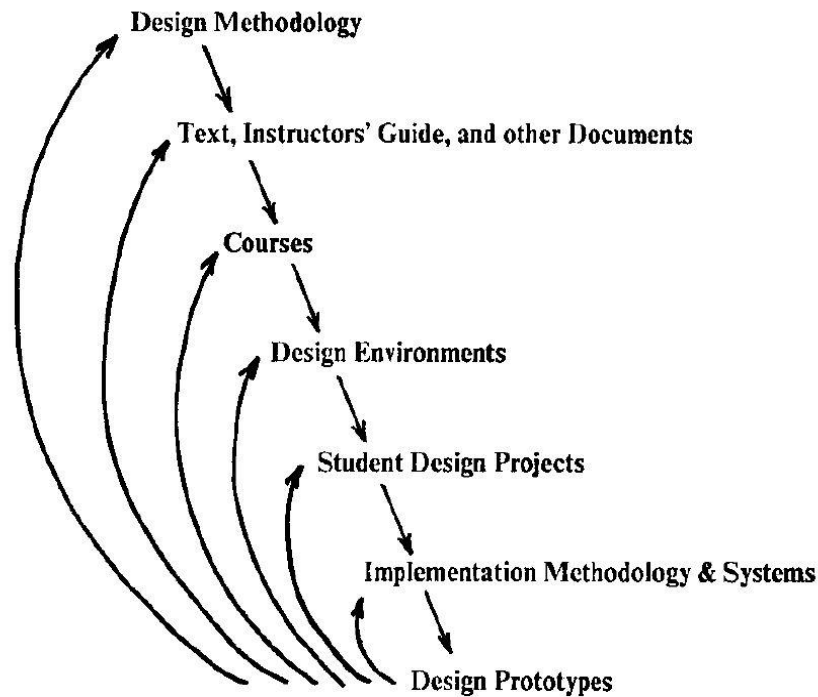 Design Methodology
Text, Instructors' Guide, and other Documents
Courses
Design Environments
Student Design Projects
Implementation Methodology & Systems
Design Prototypes